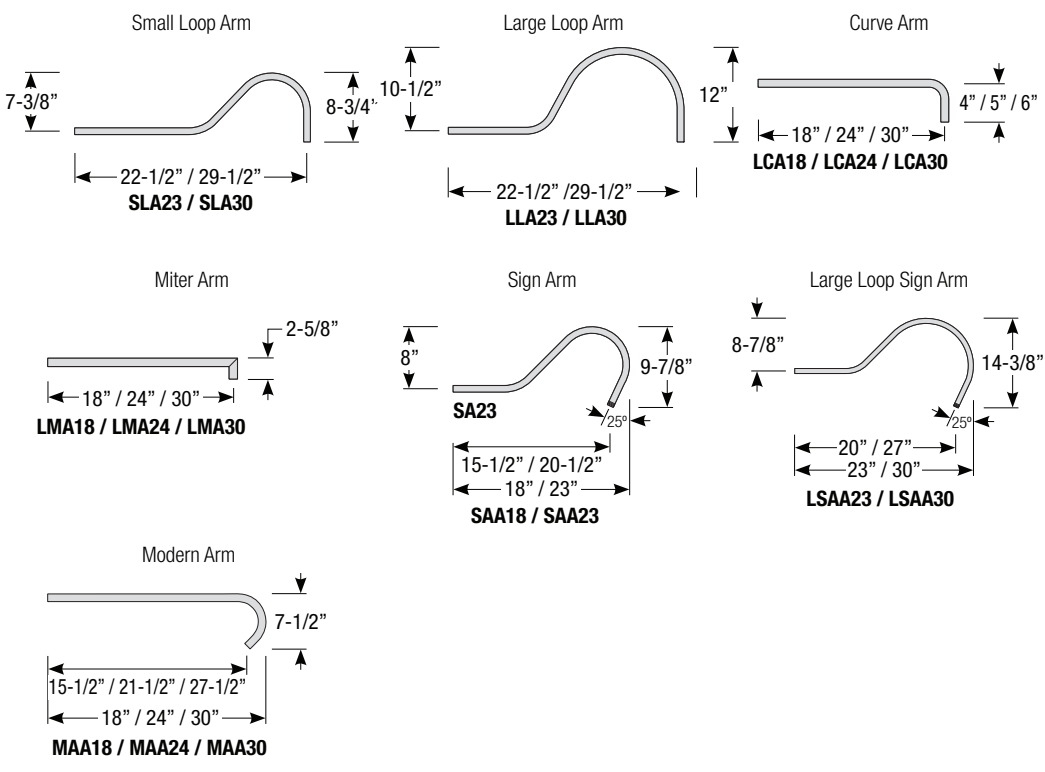 Small Loop Arm
7-3/8”
8-3/4”
22-1/2” / 29-1/2”
SLA23 / SLA30
Large Loop Arm
10-1/2”
12”
22-1/2” /29-1/2”
LLA23 / LLA30
Curve Arm
4” / 5” / 6”
18” / 24” / 30”
LCA18 / LCA24 / LCA30
Miter Arm
2-5/8”
18” / 24” / 30”
LMA18 / LMA24 / LMA30
Sign Arm
8”
9-7/8”
SA23
25º
15-1/2” / 20-1/2”
18” / 23”
SAA18 / SAA23
Large Loop Sign Arm
8-7/8”
14-3/8”
25º
20” / 27”
23” / 30”
LSAA23 / LSAA30
Modern Arm
7-1/2”
15-1/2” / 21-1/2” / 27-1/2”
18” / 24” / 30”
MAA18 / MAA24 / MAA30